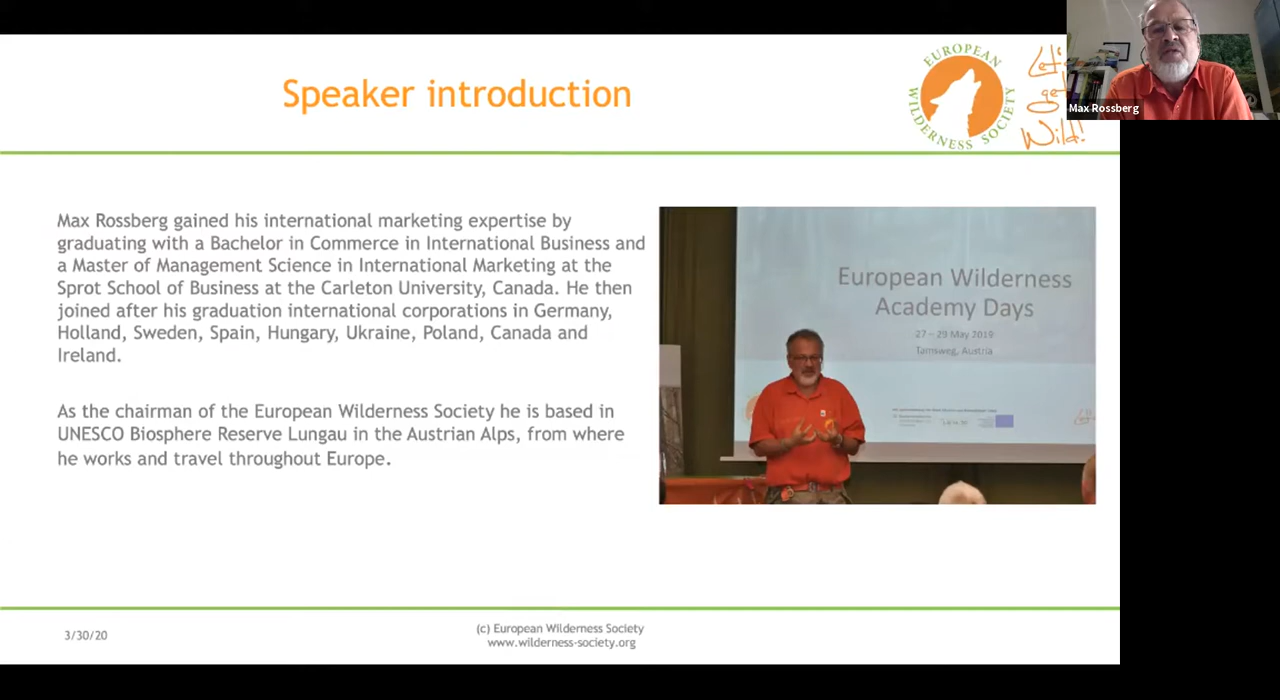 Speaker introduction
EUROPEAN
WILDERNESS SOCIETY
Let's
get
Wild!
Max Rossberg
Max Rossberg gained his international marketing expertise by
graduating with a Bachelor in Commerce in International Business and
a Master of Management Science in International Marketing at the
Sprot School of Business at the Carleton University, Canada. He then
joined after his graduation international corporations in Germany,
Holland, Sweden, Spain, Hungary, Ukraine, Poland, Canada and
Ireland.
As the chairman of the European Wilderness Society he is based in
UNESCO Biosphere Reserve Lungau in the Austrian Alps, from where
he works and travel throughout Europe.
European Wilderness
Academy Days
27 – 29 May 2019
Tamsweg, Austria
3/30/20
(c) European Wilderness Society
www.wilderness-society.org